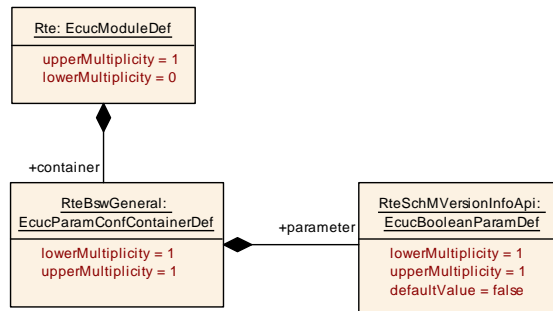 Rte: EcucModuleDef
upperMultiplicity = 1
lowerMultiplicity = 0
+container
RteBswGeneral:
EcucParamConfContainerDef
lowerMultiplicity = 1
upperMultiplicity = 1
+parameter
RteSchMVersionInfoApi:
EcucBooleanParamDef
lowerMultiplicity = 1
upperMultiplicity = 1
defaultValue = false